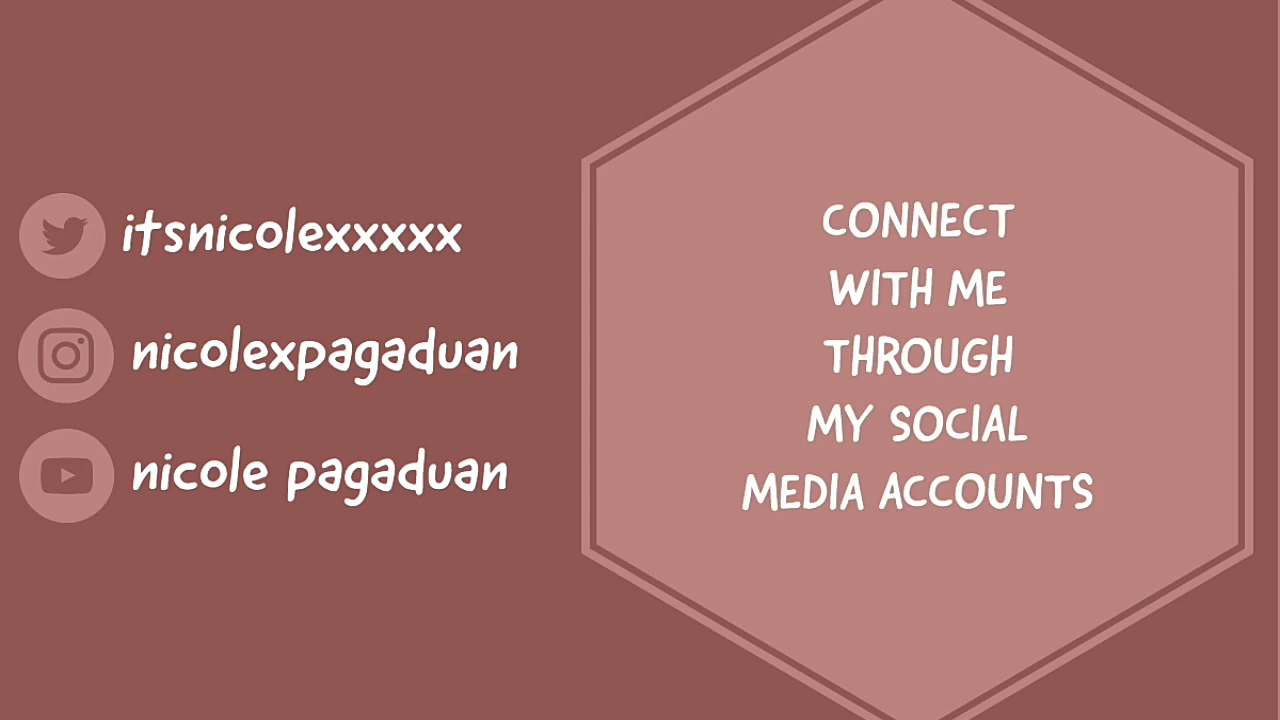 itsnicolexxxxx
nicolexpagaduan
nicole pagaduan
CONNECT
WITH ME
THROUGH
MY SOCIAL
MEDIA ACCOUNTS